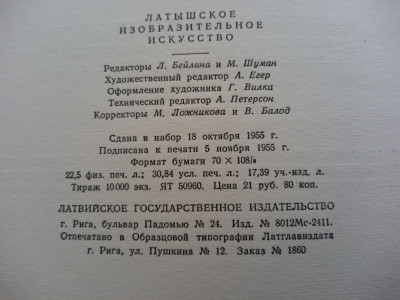 ЛАТЫШСКОЕ
ИЗОБРАЗИТЕЛЬНОЕ
ИСКУССТВО
Редакторы Л. Бейлина и М. Шуман
Художественный редактор А. Егер
Оформление художника Г. Вилка
Технический редактор А. Петерсон
Корректоры М. Ложникова и В. Балод
Сдана в набор 18 октября 1955 г.
Подписана к печати 5 ноября 1955 г.
Формат бумаги 70 × 108/8
22,5 физ. печ. л.; 30,84 усл. печ. л.; 17,39 уч.-изд. л.
Тираж 10 000 экз. ЯТ 50960. Цена 21 руб. 80 коп.
ЛАТВИЙСКОЕ ГОСУДАРСТВЕННОЕ ИЗДАТЕЛЬСТВО
г. Рига, бульвар Падомью № 24. Изд. № 8012Мс-2411.
Отпечатано в Образцовой типографии Латглавиздата
г. Рига, ул. Пушкина № 12. Заказ № 1860